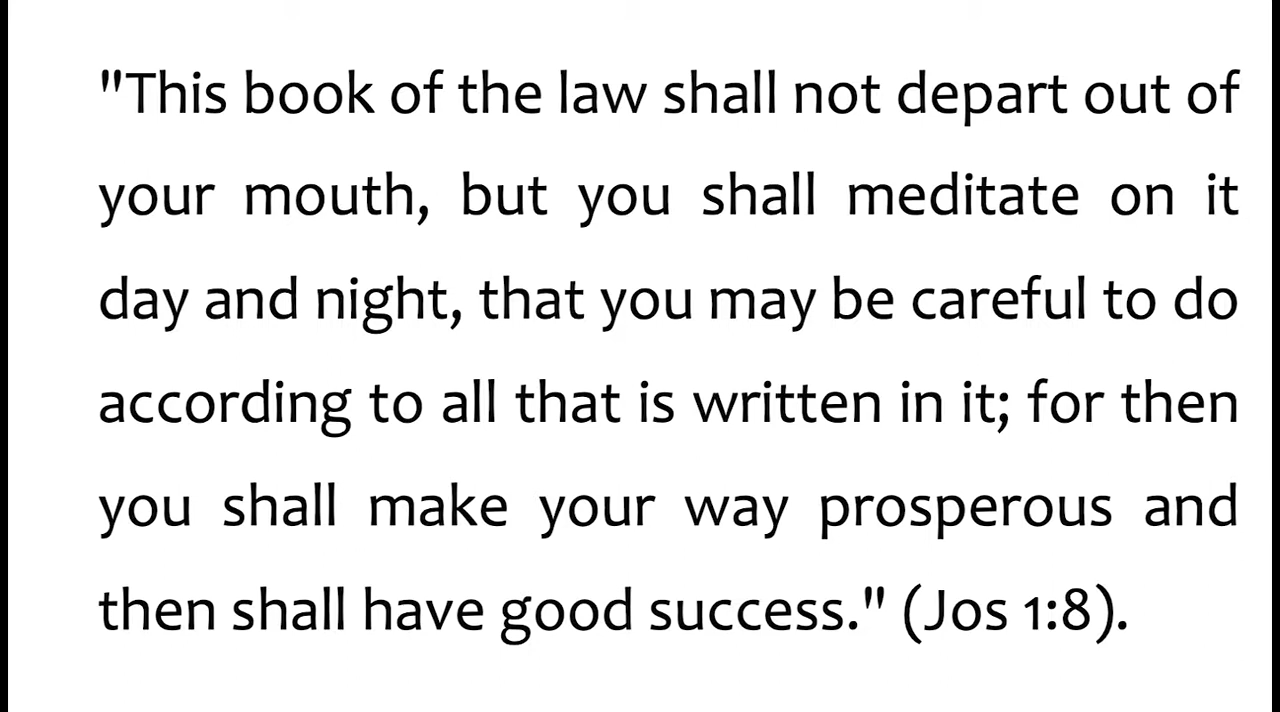 "This book of the law shall not depart out of
your mouth, but you shall meditate on it
day and night, that you may be careful to do
according to all that is written in it; for then
you shall make your way prosperous and
then shall have good success." (Jos 1:8).